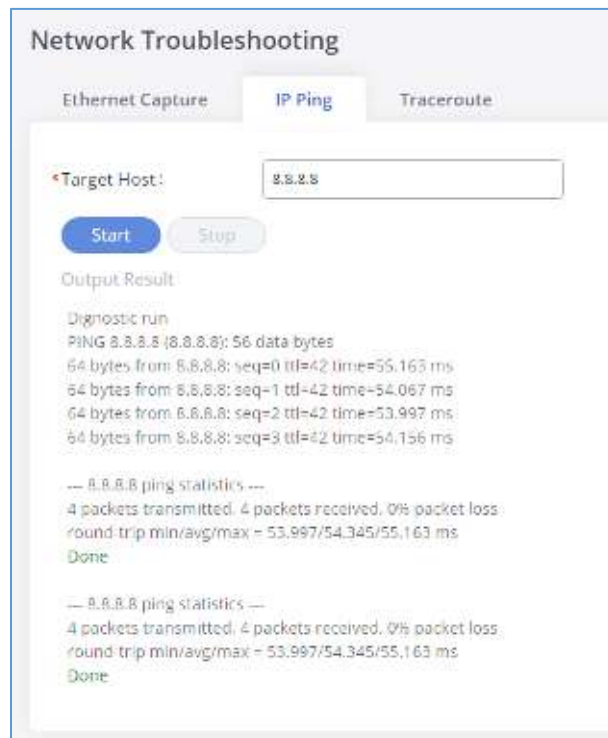 Network Troubleshooting
Ethernet Capture IP Ping Traceroute
*Target Host: 8.8.8.8
Start Stop
Output Result
Dignostic run
PING 8.8.8.8 (8.8.8.8): 56 data bytes
64 bytes from 8.8.8.8: seq=0 ttl=42 time=55.163 ms
64 bytes from 8.8.8.8: seq=1 ttl=42 time=54.067 ms
64 bytes from 8.8.8.8: seq=2 ttl=42 time=53.997 ms
64 bytes from 8.8.8.8: seq=3 ttl=42 time=54.156 ms
--- 8.8.8.8 ping statistics ---
4 packets transmitted, 4 packets received, 0% packet loss
round-trip min/avg/max = 53.997/54.345/55.163 ms
Done
--- 8.8.8.8 ping statistics ---
4 packets transmitted, 4 packets received, 0% packet loss
round-trip min/avg/max = 53.997/54.345/55.163 ms
Done